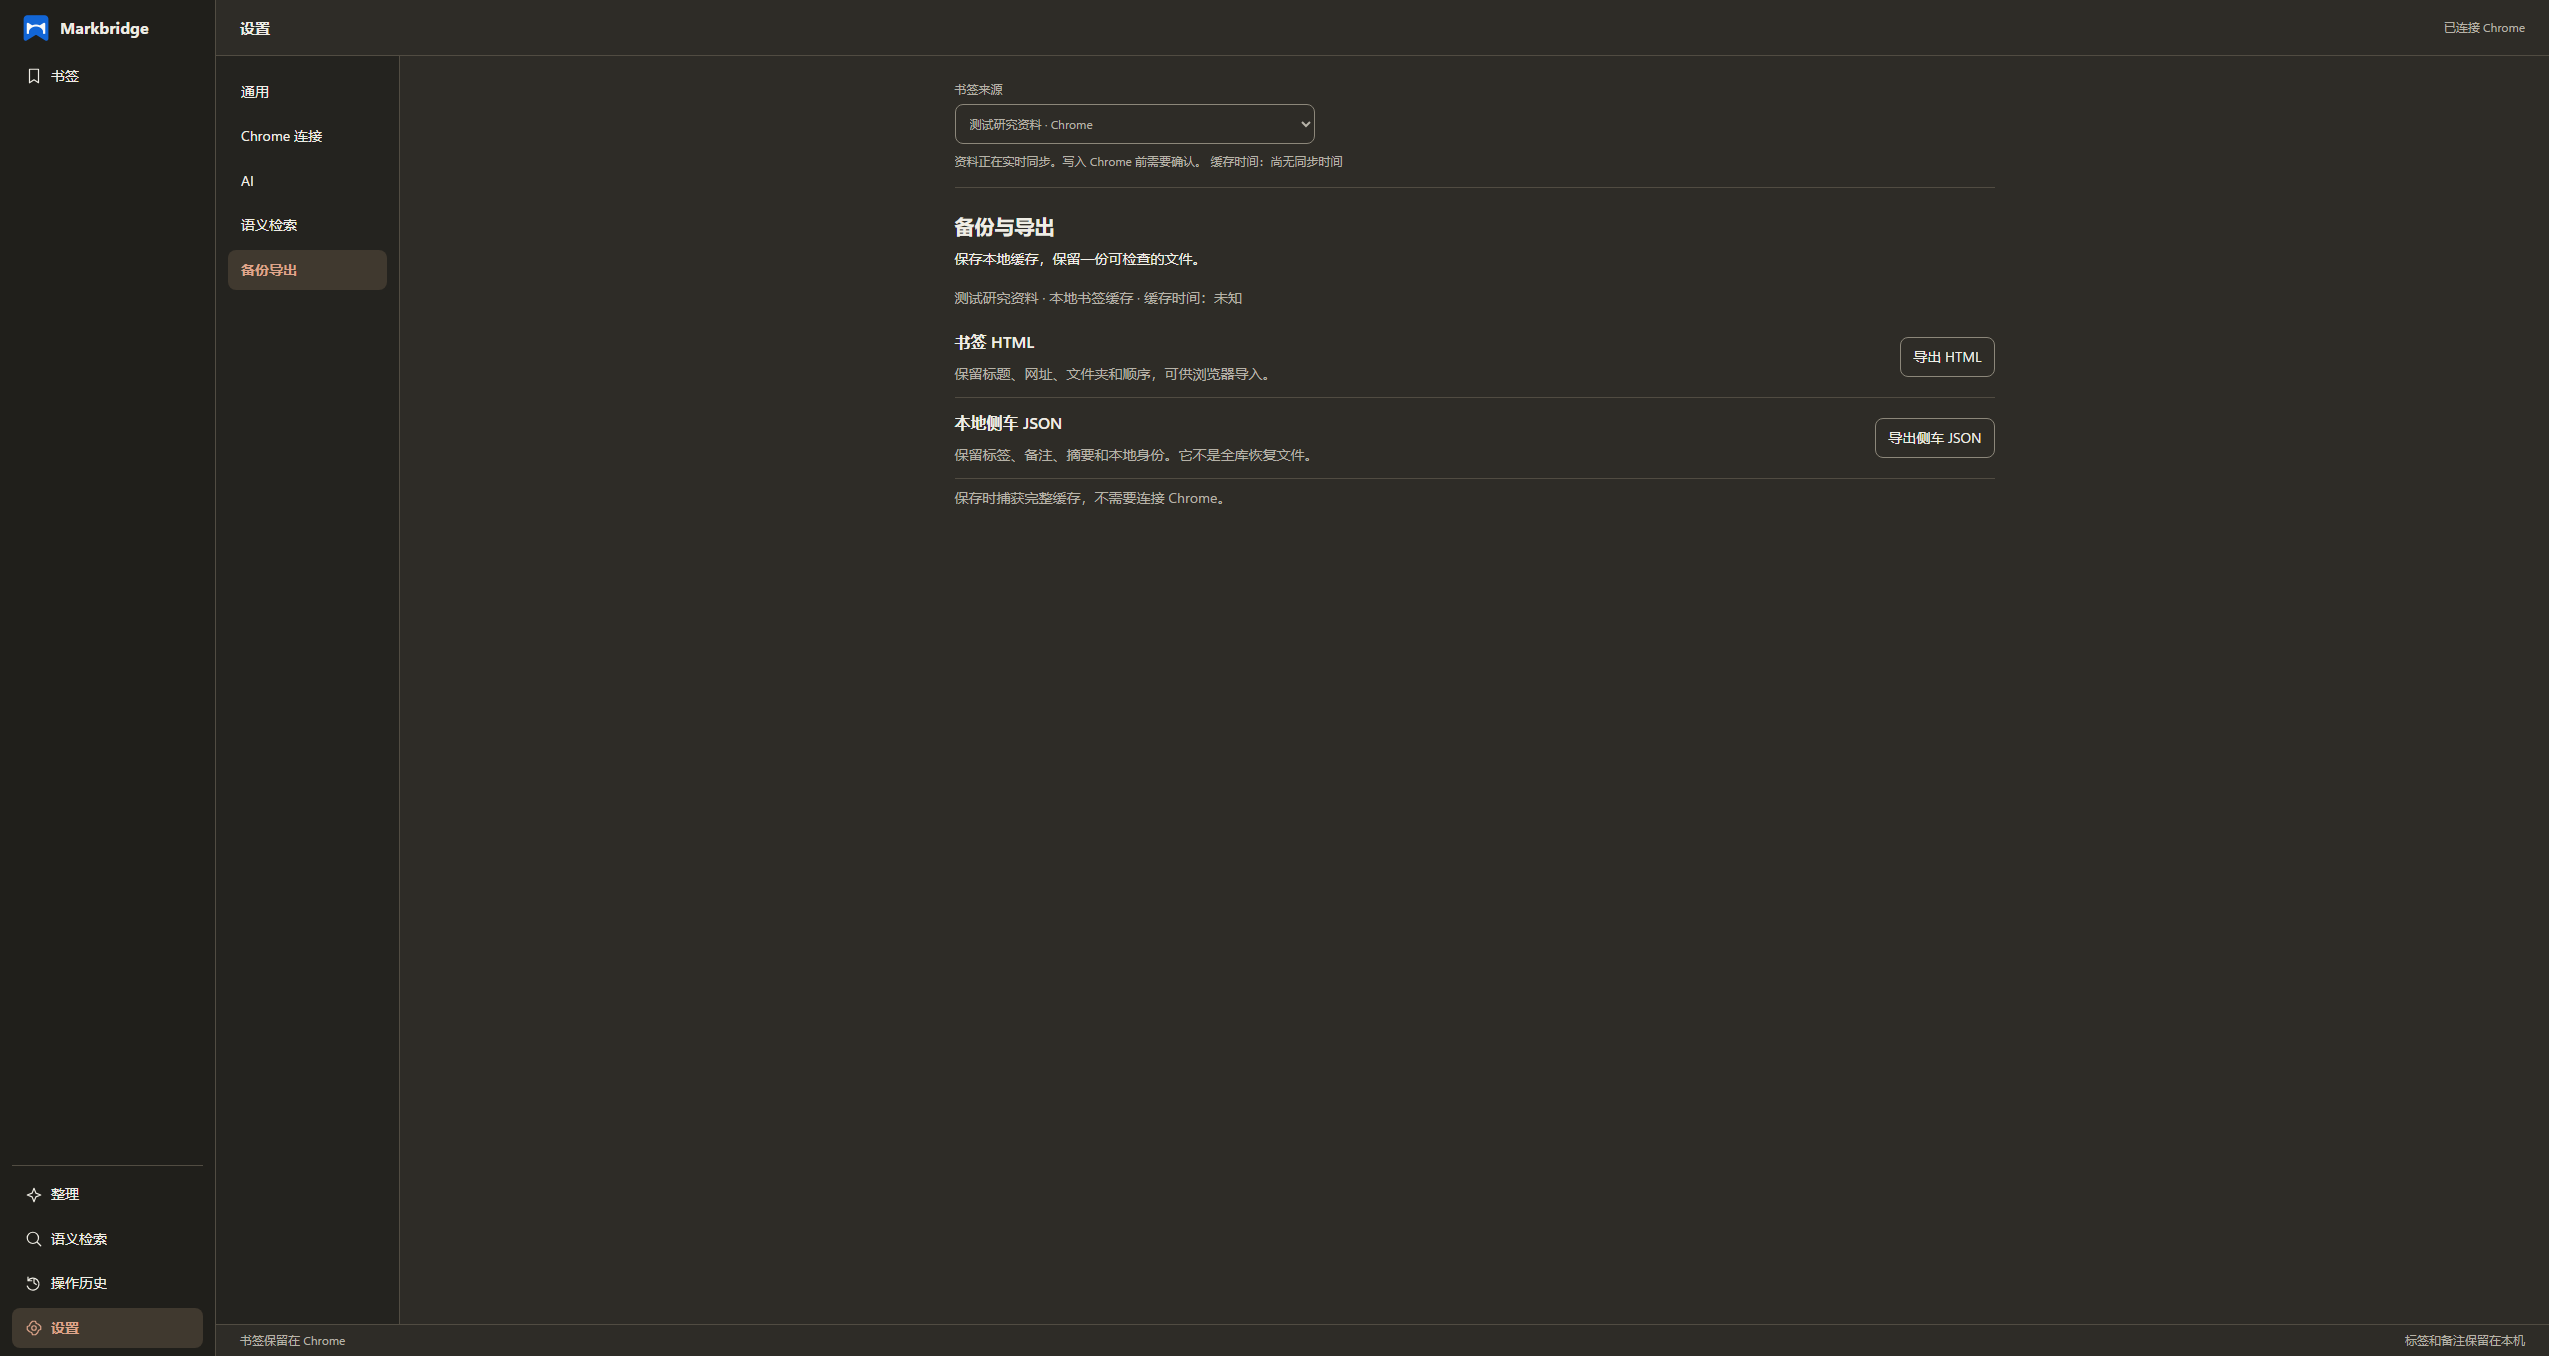 Markbridge
书签
整理
语义检索
操作历史
设置
设置
已连接 Chrome
通用
Chrome 连接
AI
语义检索
备份导出
书签来源
测试研究资料 · Chrome
资料正在实时同步。写入 Chrome 前需要确认。 缓存时间：尚无同步时间
备份与导出
保存本地缓存，保留一份可检查的文件。
测试研究资料 · 本地书签缓存 · 缓存时间：未知
书签 HTML
保留标题、网址、文件夹和顺序，可供浏览器导入。
导出 HTML
本地侧车 JSON
保留标签、备注、摘要和本地身份。它不是全库恢复文件。
导出侧车 JSON
保存时捕获完整缓存，不需要连接 Chrome。
书签保留在 Chrome
标签和备注保留在本机